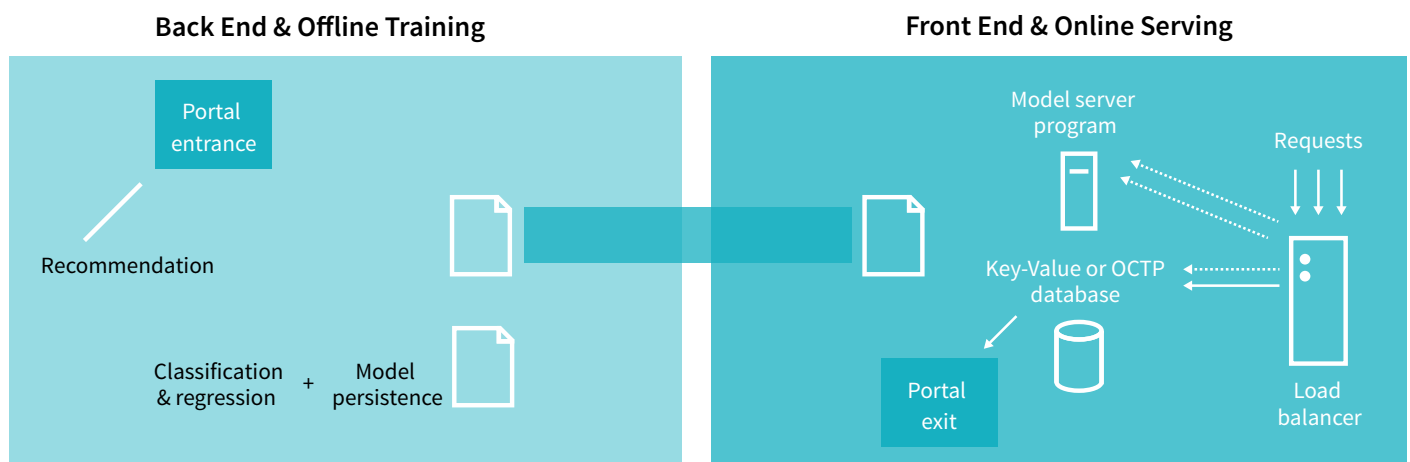 Back End & Offline Training
Portal
entrance
Recommendation
Classification
& regression
+
Model
persistence
Front End & Online Serving
Model server
program
Requests
Key-Value or OCTP
database
Portal
exit
Load
balancer